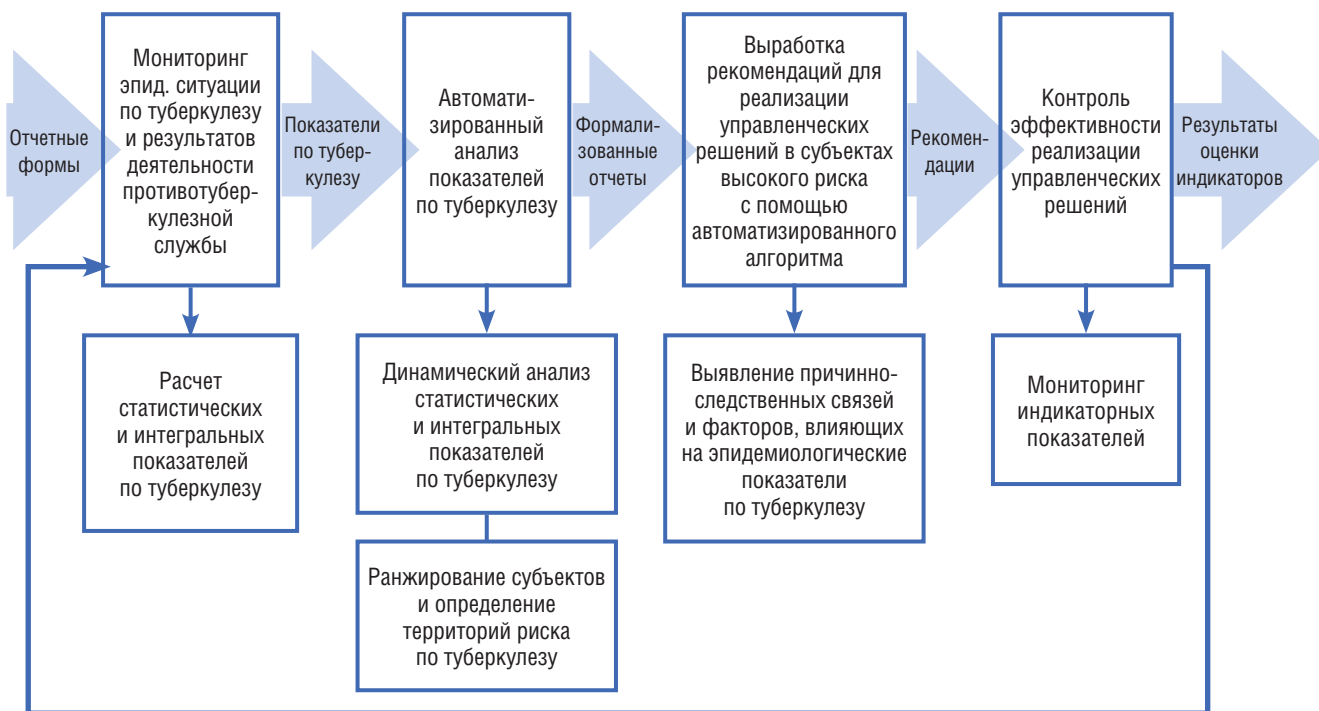 Отчетные
формы
Мониторинг
эпид. ситуации
по туберкулезу
и результатов
деятельности
противотубер-
кулезной
службы
Показатели
по тубер-
кулезу
Автомати-
зированный
анализ
показателей
по туберкулезу
Формали-
зованные
отчеты
Выработка
рекомендаций для
реализации
управленческих
решений в субъектах
высокого риска
с помощью
автоматизированного
алгоритма
Рекомен-
дации
Контроль
эффективности
реализации
управленческих
решений
Результаты
оценки
индикаторов
Расчет
статистических
и интегральных
показателей
по туберкулезу
Динамический анализ
статистических
и интегральных
показателей
по туберкулезу
Ранжирование субъектов
и определение
территорий риска
по туберкулезу
Выявление причинно-
следственных связей
и факторов, влияющих
на эпидемиологические
показатели
по туберкулезу
Мониторинг
индикаторных
показателей